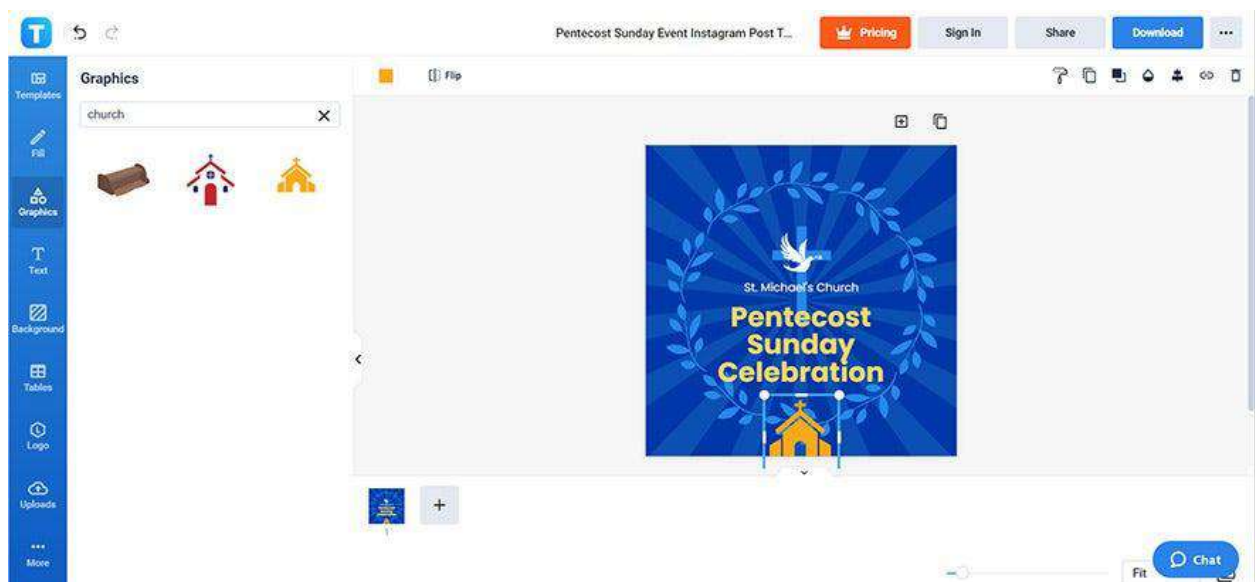 T
Pentecost Sunday Event Instagram Post T...
Pricing
Sign In
Share
Download
Templates
Fill
Graphics
Text
Background
Tables
Logo
Uploads
More
Graphics
church
Flip
St. Michael's Church
Pentecost
Sunday
Celebration
1
Fit
Chat